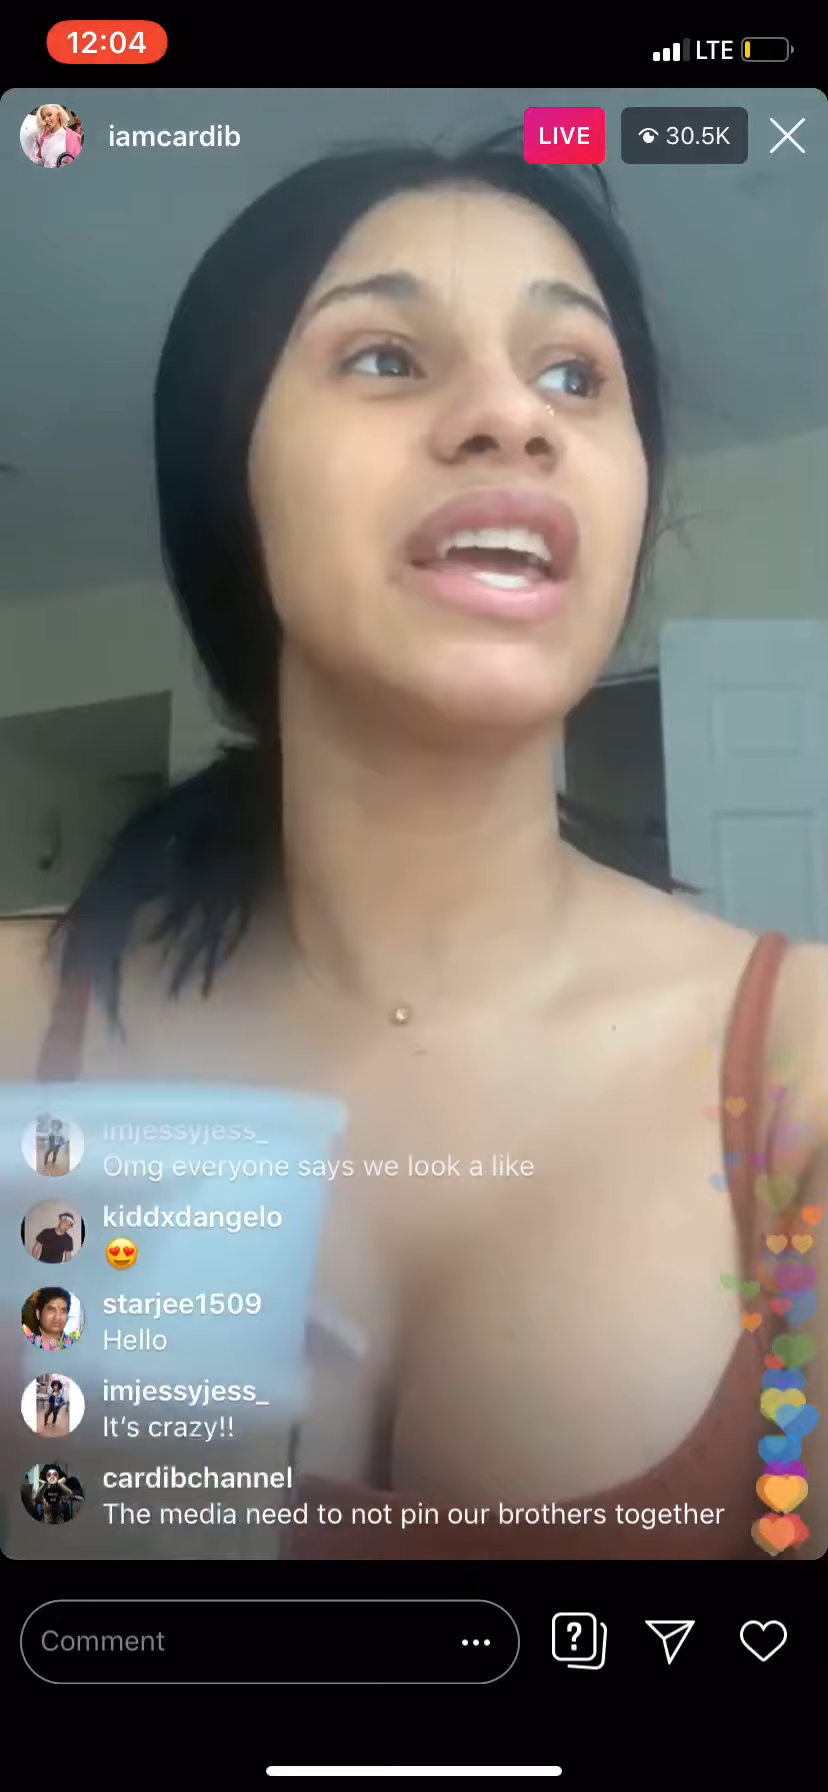 12:04
LTE
iamcardib
LIVE
30.5K
imjessyjess_
Omg everyone says we look a like
kiddxdangelo
😍
starjee1509
Hello
imjessyjess_
It's crazy!!
cardibchannel
The media need to not pin our brothers together
Comment
?